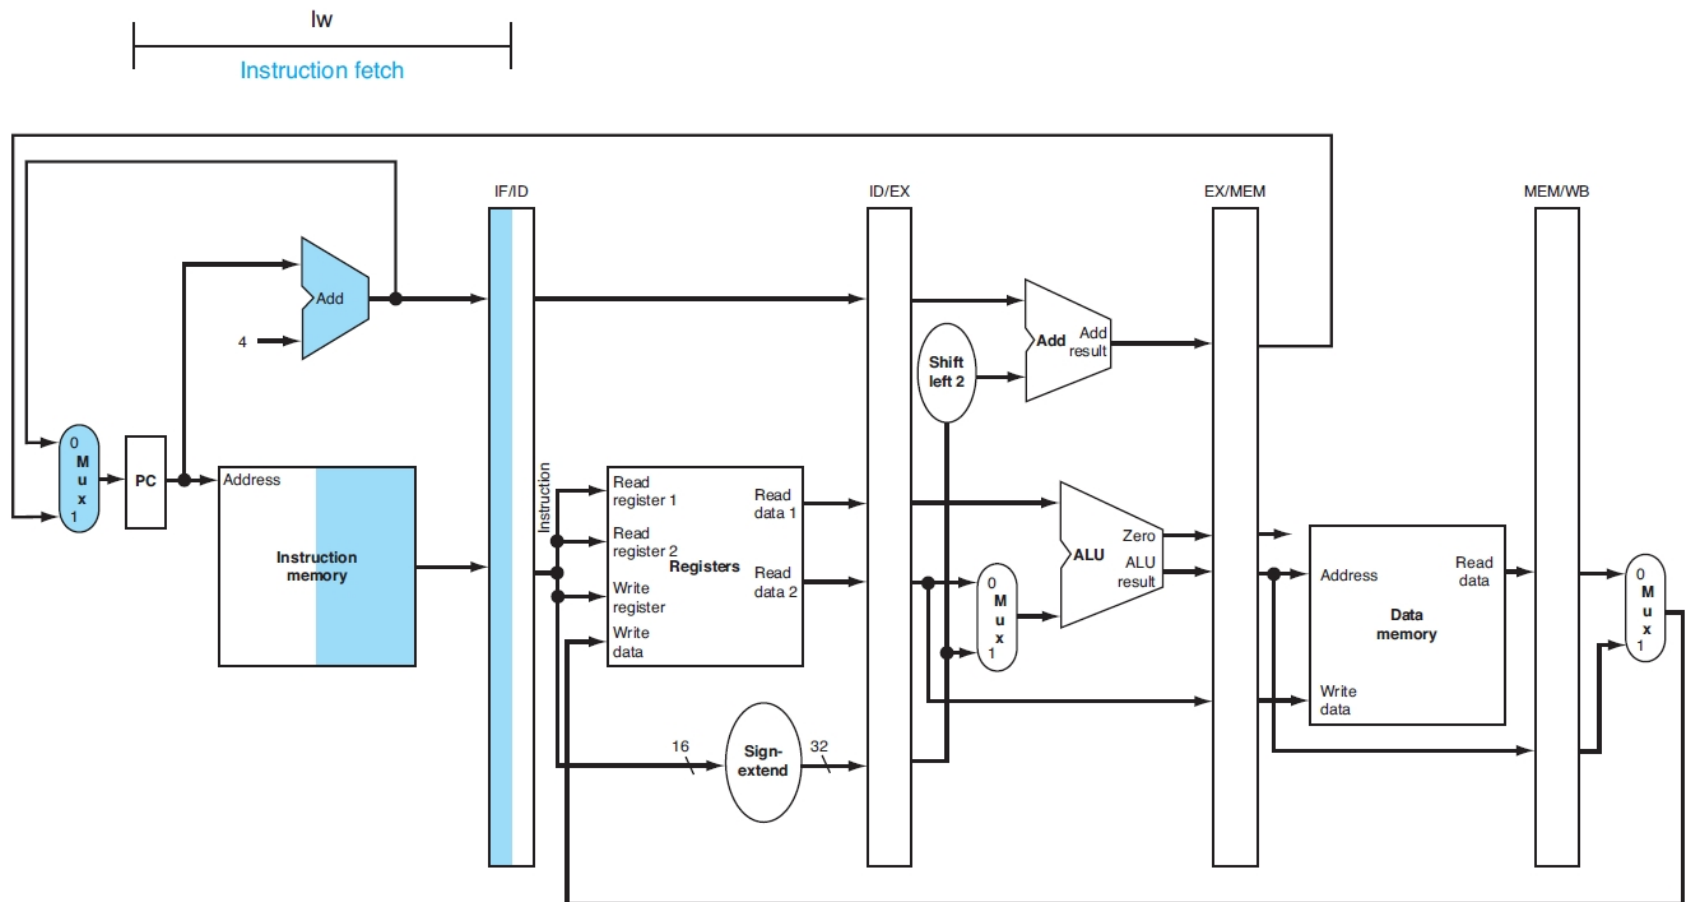 lw
Instruction fetch
IF/ID
ID/EX
EX/MEM
MEM/WB
Add
4
Add
Add
result
Shift
left 2
0
M
u
x
1
PC
Address
Instruction
memory
Instruction
Read
register 1
Read
register 2
Write
register
Write
data
Registers
Read
data 1
Read
data 2
16
Sign-
extend
32
0
M
u
x
1
ALU
Zero
ALU
result
Address
Read
data
Data
memory
Write
data
0
M
u
x
1